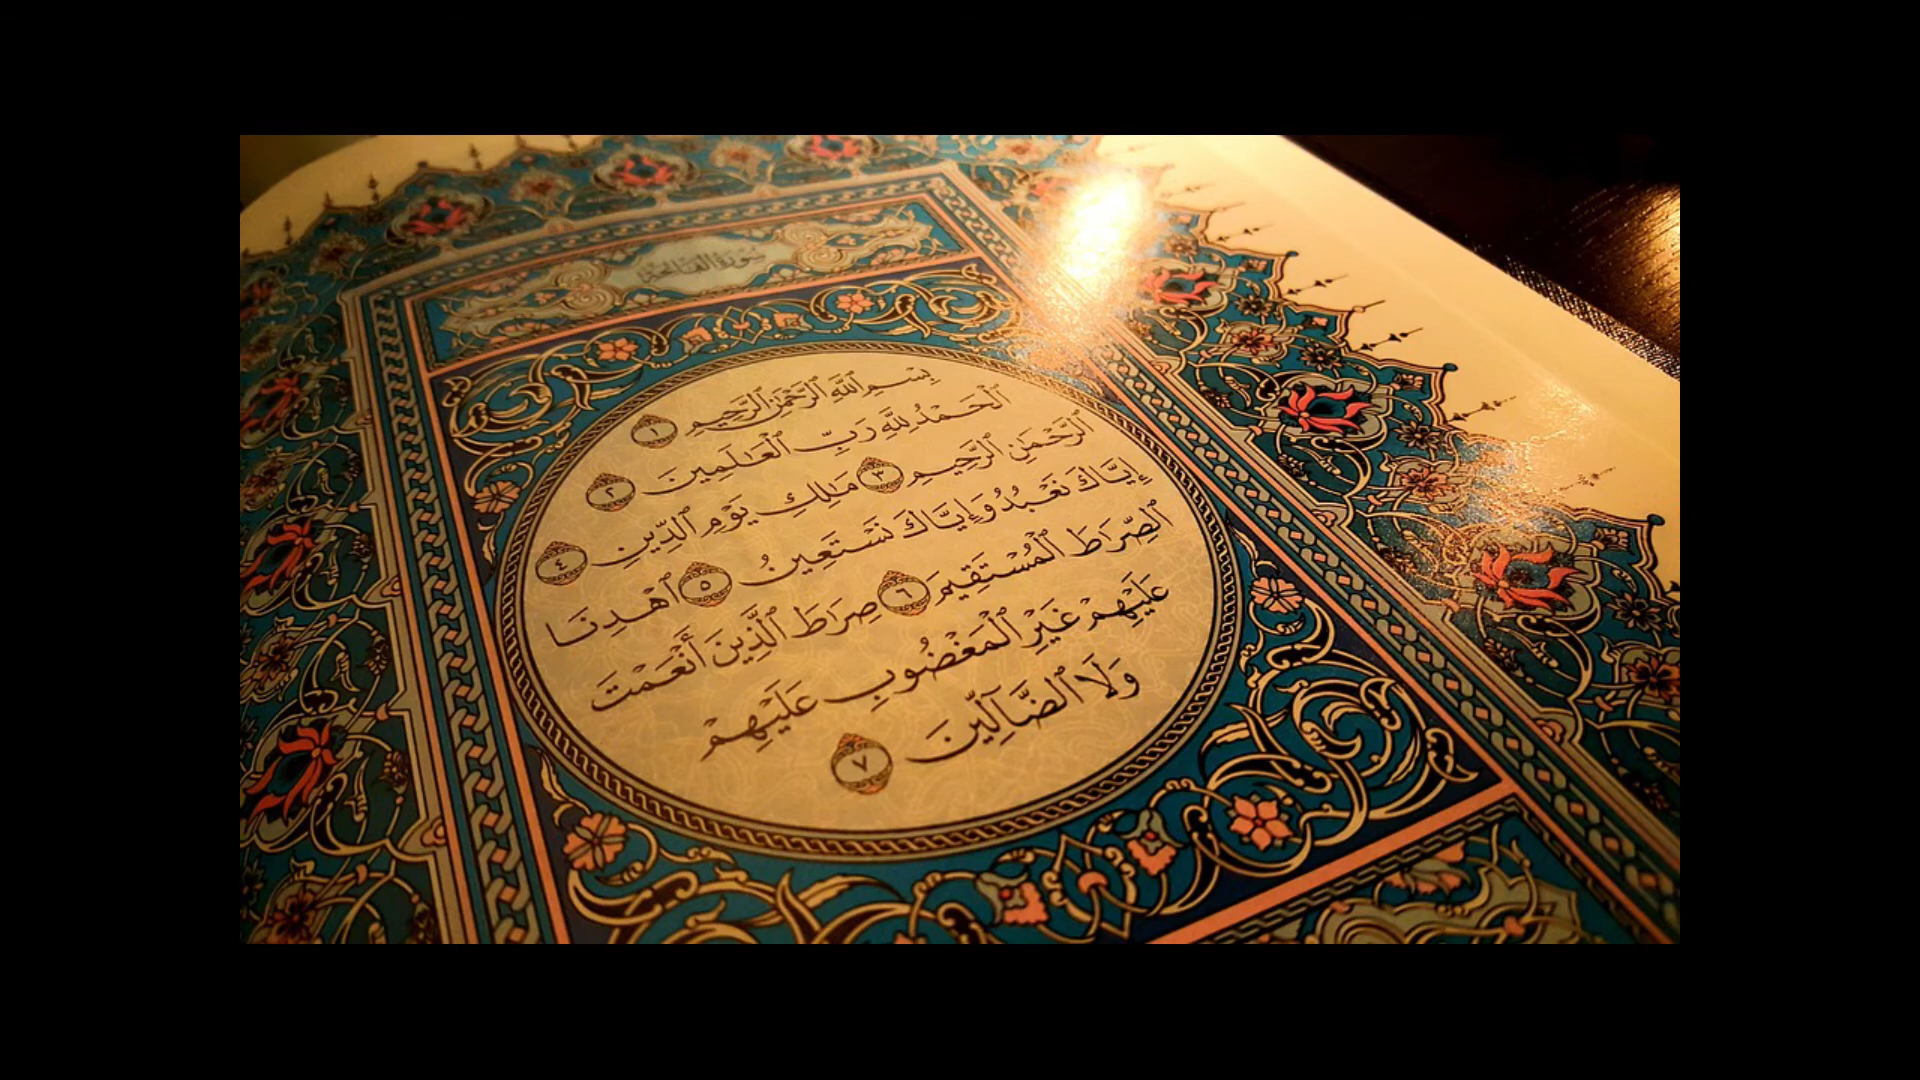 سورة الفاتحة
بِسْمِ ٱللَّهِ ٱلرَّحْمَٰنِ ٱلرَّحِيمِ ١
ٱلْحَمْدُ لِلَّهِ رَبِّ ٱلْعَٰلَمِينَ ٢
ٱلرَّحْمَٰنِ ٱلرَّحِيمِ ٣ مَٰلِكِ يَوْمِ ٱلدِّينِ ٤
إِيَّاكَ نَعْبُدُ وَإِيَّاكَ نَسْتَعِينُ ٥ ٱهْدِنَا
ٱلصِّرَٰطَ ٱلْمُسْتَقِيمَ ٦ صِرَٰطَ ٱلَّذِينَ أَنْعَمْتَ
عَلَيْهِمْ غَيْرِ ٱلْمَغْضُوبِ عَلَيْهِمْ
وَلَا ٱلضَّآلِّينَ ٧